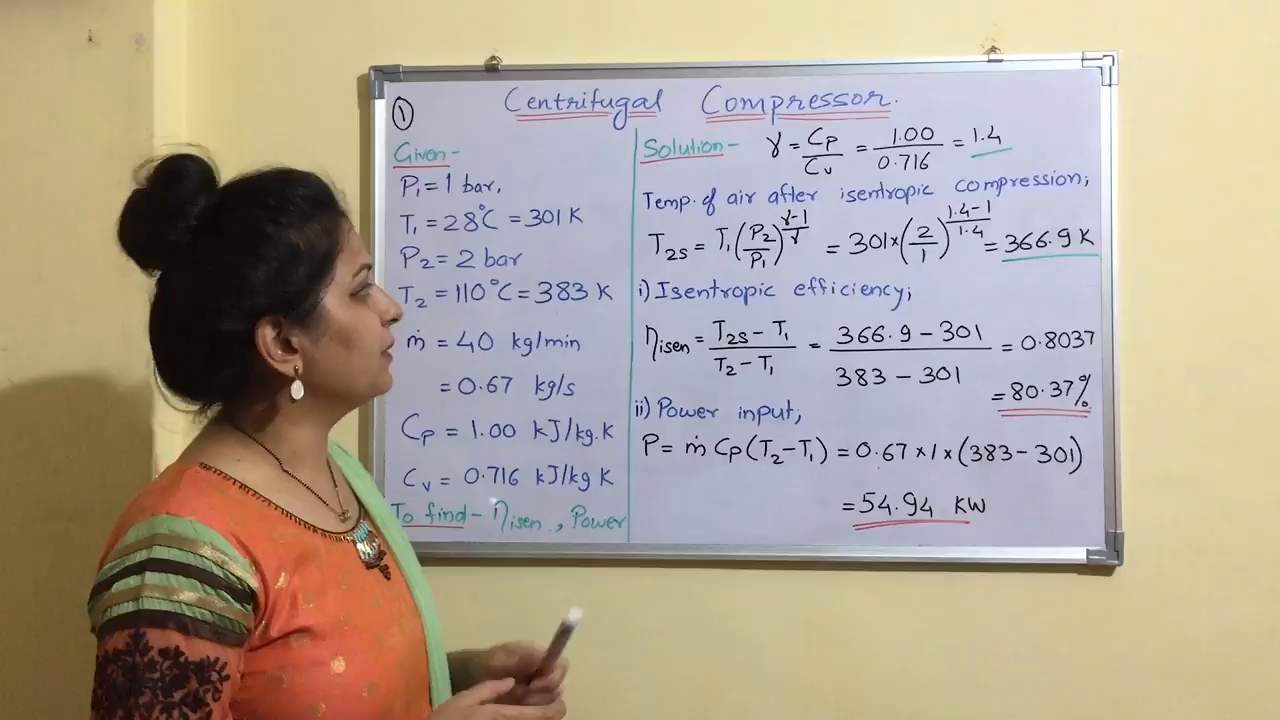 ①
Centrifugal Compressor.
Given-
P₁ = 1 bar,
T₁ = 28°C = 301 K
P₂ = 2 bar
T₂ = 110°C = 383 K
ṁ = 40 kg/min
= 0.67 kg/s
Cp = 1.00 kJ/kg.K
Cv = 0.716 kJ/kg K
To find - ηisen, Power
Solution- γ = Cp/Cv = 1.00/0.716 = 1.4
Temp. of air after isentropic compression;
T₂s = T₁(P₂/P₁)^(γ-1/γ) = 301×(2/1)^(1.4-1/1.4) = 366.9 K
i) Isentropic efficiency;
ηisen = T₂s - T₁/T₂ - T₁ = 366.9 - 301/383 - 301 = 0.8037
= 80.37%
ii) Power input;
P = ṁ Cp(T₂-T₁) = 0.67 × 1 × (383 - 301)
= 54.94 KW